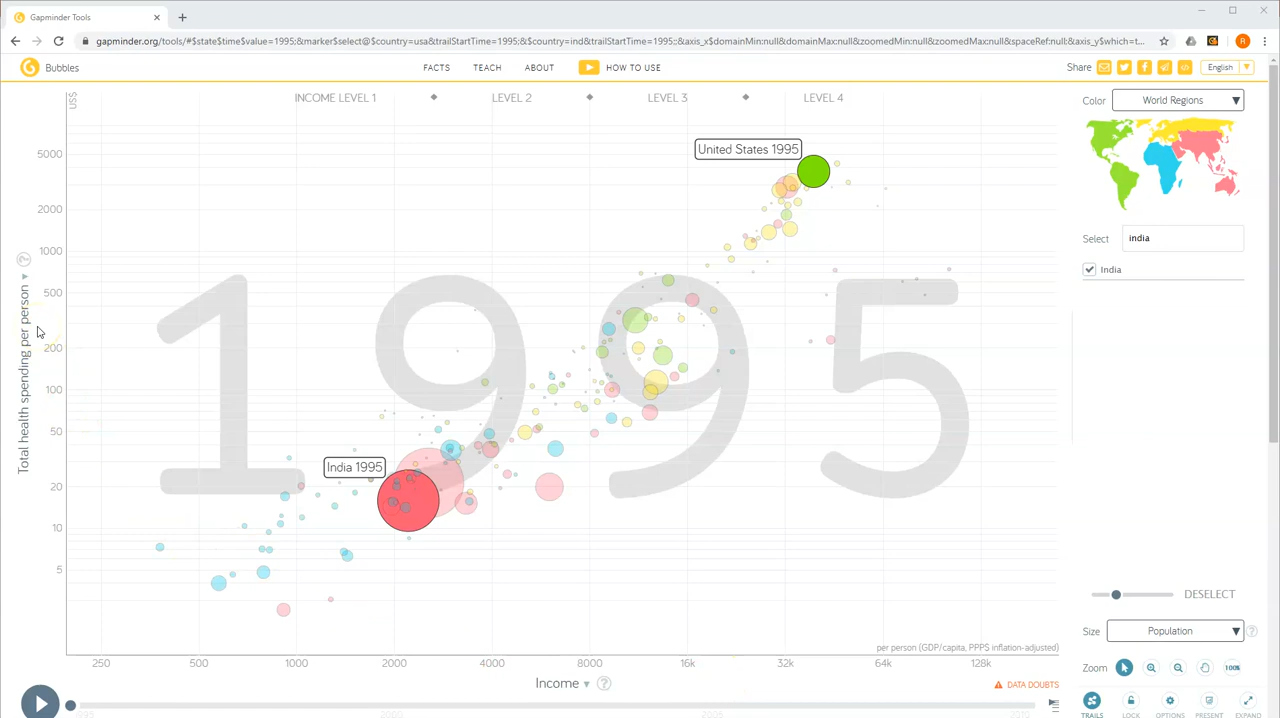 Gapminder Tools
gapminder.org/tools/#$state$time$value=1995;&marker$select@$country=usa&trailStartTime=1995;&$country=ind&trailStartTime=1995;;&axis_x$domainMin:null&domainMax:null&zoomedMin:null&zoomedMax:null&spaceRef:null;&axis_y$which=t...
R
Bubbles
FACTS TEACH ABOUT HOW TO USE
Share
English
US$
INCOME LEVEL 1 LEVEL 2 LEVEL 3 LEVEL 4
Color World Regions
1995
5000
2000
1000
500
200
100
50
20
10
5
Total health spending per person
United States 1995
India 1995
Select india
India
DESELECT
Size Population
per person (GDP/capita, PPP$ inflation-adjusted)
250 500 1000 2000 4000 8000 16k 32k 64k 128k
Income
DATA DOUBTS
Zoom 100%
1995 2000 2005 2010
TRAILS LOCK OPTIONS PRESENT EXPAND